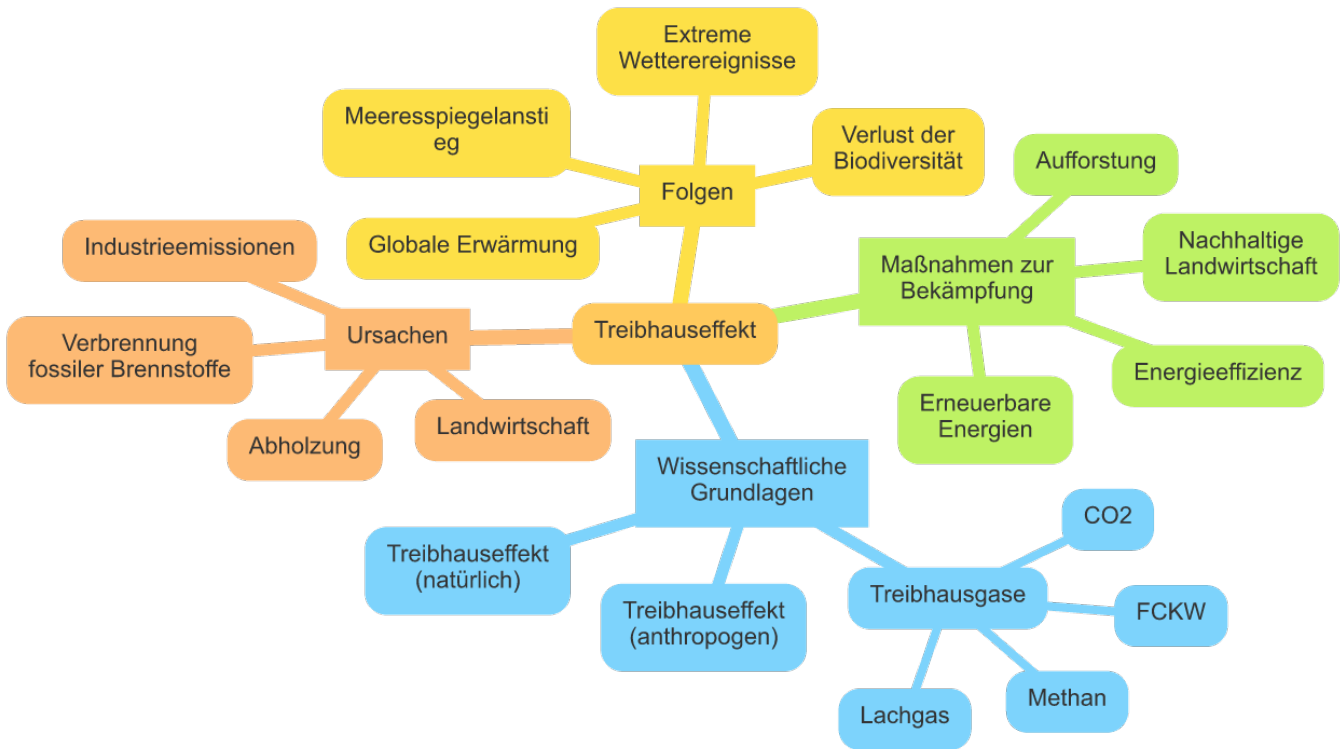 Extreme
Wetterereignisse
Meeresspiegelansti
eg
Verlust der
Biodiversität
Folgen
Globale Erwärmung
Aufforstung
Nachhaltige
Landwirtschaft
Maßnahmen zur
Bekämpfung
Energieeffizienz
Erneuerbare
Energien
Industrieemissionen
Ursachen
Verbrennung
fossiler Brennstoffe
Abholzung
Landwirtschaft
Treibhauseffekt
Wissenschaftliche
Grundlagen
Treibhauseffekt
(natürlich)
Treibhauseffekt
(anthropogen)
Treibhausgase
CO2
FCKW
Methan
Lachgas